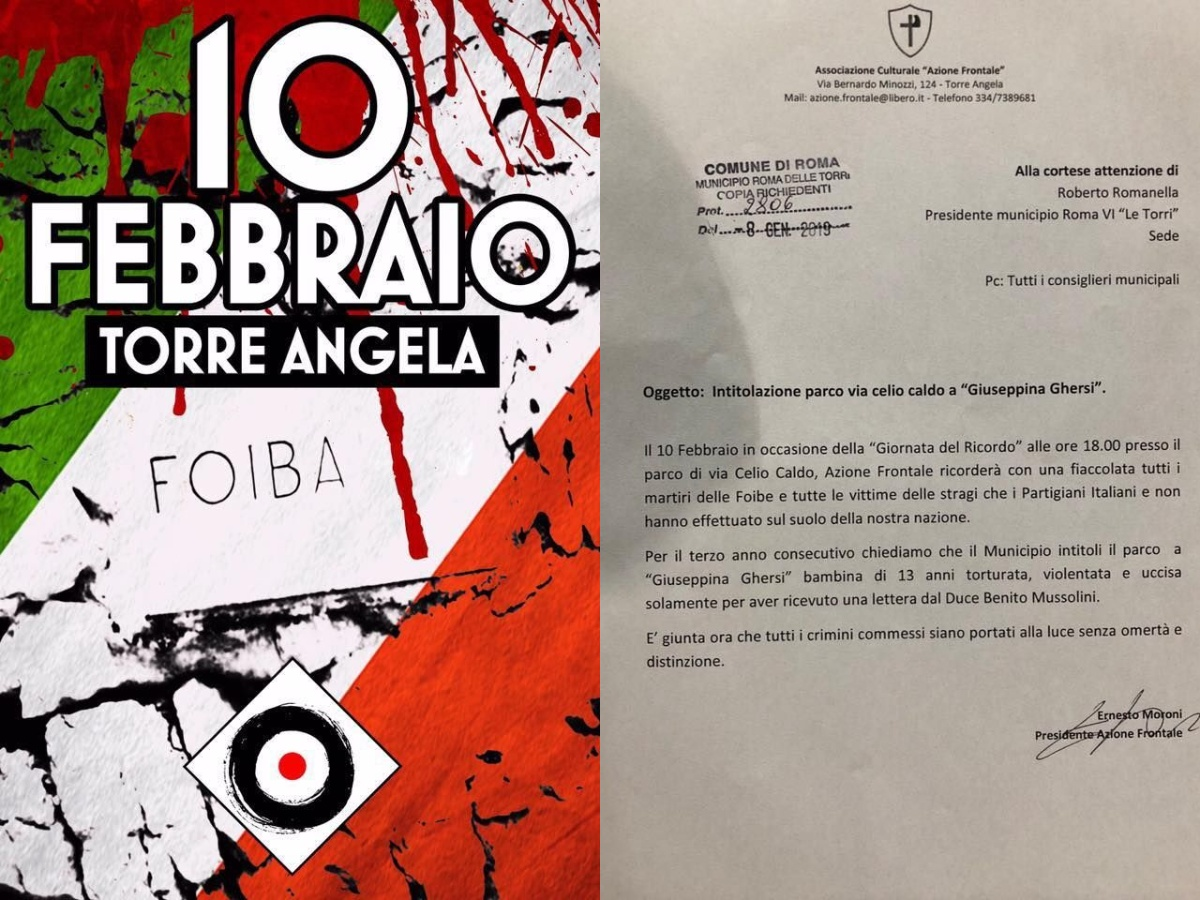 10
FEBBRAIO
TORRE ANGELA
FOIBA
Associazione Culturale "Azione Frontale"
Via Bernardo Minozzi, 124 - Torre Angela
Mail: azione.frontale@libero.it - Telefono 334/7389681
COMUNE DI ROMA
MUNICIPIO ROMA DELLE TORRI
COPIA RICHIEDENTI
Prot.....2806................
Del.....-8- GEN. 2019
Alla cortese attenzione di
Roberto Romanella
Presidente municipio Roma VI "Le Torri"
Sede
Pc: Tutti i consiglieri municipali
Oggetto: Intitolazione parco via celio caldo a "Giuseppina Ghersi".
Il 10 Febbraio in occasione della "Giornata del Ricordo" alle ore 18.00 presso il
parco di via Celio Caldo, Azione Frontale ricorderà con una fiaccolata tutti i
martiri delle Foibe e tutte le vittime delle stragi che i Partigiani Italiani e non
hanno effettuato sul suolo della nostra nazione.
Per il terzo anno consecutivo chiediamo che il Municipio intitoli il parco a
"Giuseppina Ghersi" bambina di 13 anni torturata, violentata e uccisa
solamente per aver ricevuto una lettera dal Duce Benito Mussolini.
E' giunta ora che tutti i crimini commessi siano portati alla luce senza omertà e
distinzione.
Ernesto Moroni
Presidente Azione Frontale